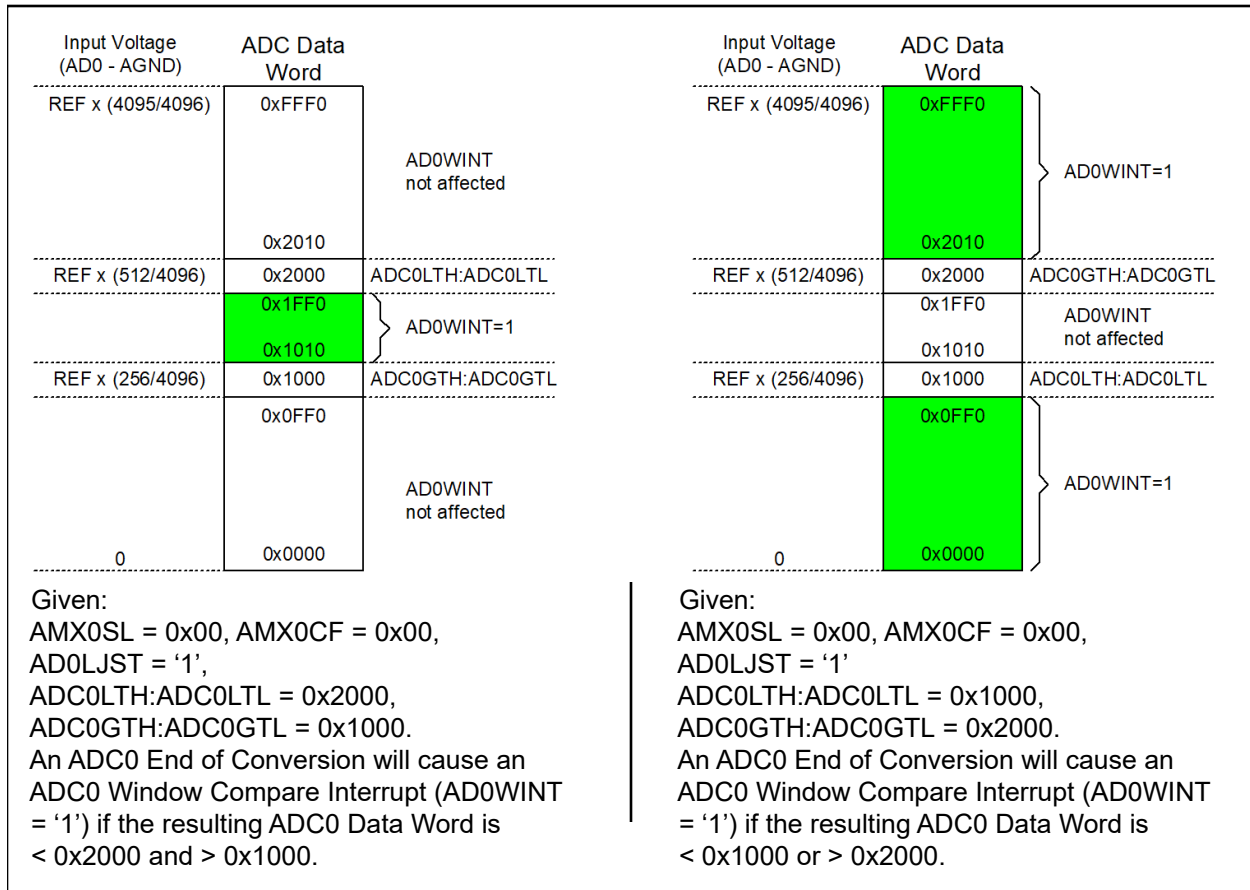 Input Voltage
(AD0 - AGND)
ADC Data
Word
REF x (4095/4096)
0xFFF0
AD0WINT
not affected
0x2010
REF x (512/4096)
0x2000
ADC0LTH:ADC0LTL
0x1FF0
AD0WINT=1
0x1010
REF x (256/4096)
0x1000
ADC0GTH:ADC0GTL
0x0FF0
AD0WINT
not affected
0
0x0000
Given:
AMX0SL = 0x00, AMX0CF = 0x00,
AD0LJST = ‘1’,
ADC0LTH:ADC0LTL = 0x2000,
ADC0GTH:ADC0GTL = 0x1000.
An ADC0 End of Conversion will cause an
ADC0 Window Compare Interrupt (AD0WINT
= ‘1’) if the resulting ADC0 Data Word is
< 0x2000 and > 0x1000.
Input Voltage
(AD0 - AGND)
ADC Data
Word
REF x (4095/4096)
0xFFF0
AD0WINT=1
0x2010
REF x (512/4096)
0x2000
ADC0GTH:ADC0GTL
0x1FF0
AD0WINT
not affected
0x1010
REF x (256/4096)
0x1000
ADC0LTH:ADC0LTL
0x0FF0
AD0WINT=1
0
0x0000
Given:
AMX0SL = 0x00, AMX0CF = 0x00,
AD0LJST = ‘1’
ADC0LTH:ADC0LTL = 0x1000,
ADC0GTH:ADC0GTL = 0x2000.
An ADC0 End of Conversion will cause an
ADC0 Window Compare Interrupt (AD0WINT
= ‘1’) if the resulting ADC0 Data Word is
< 0x1000 or > 0x2000.